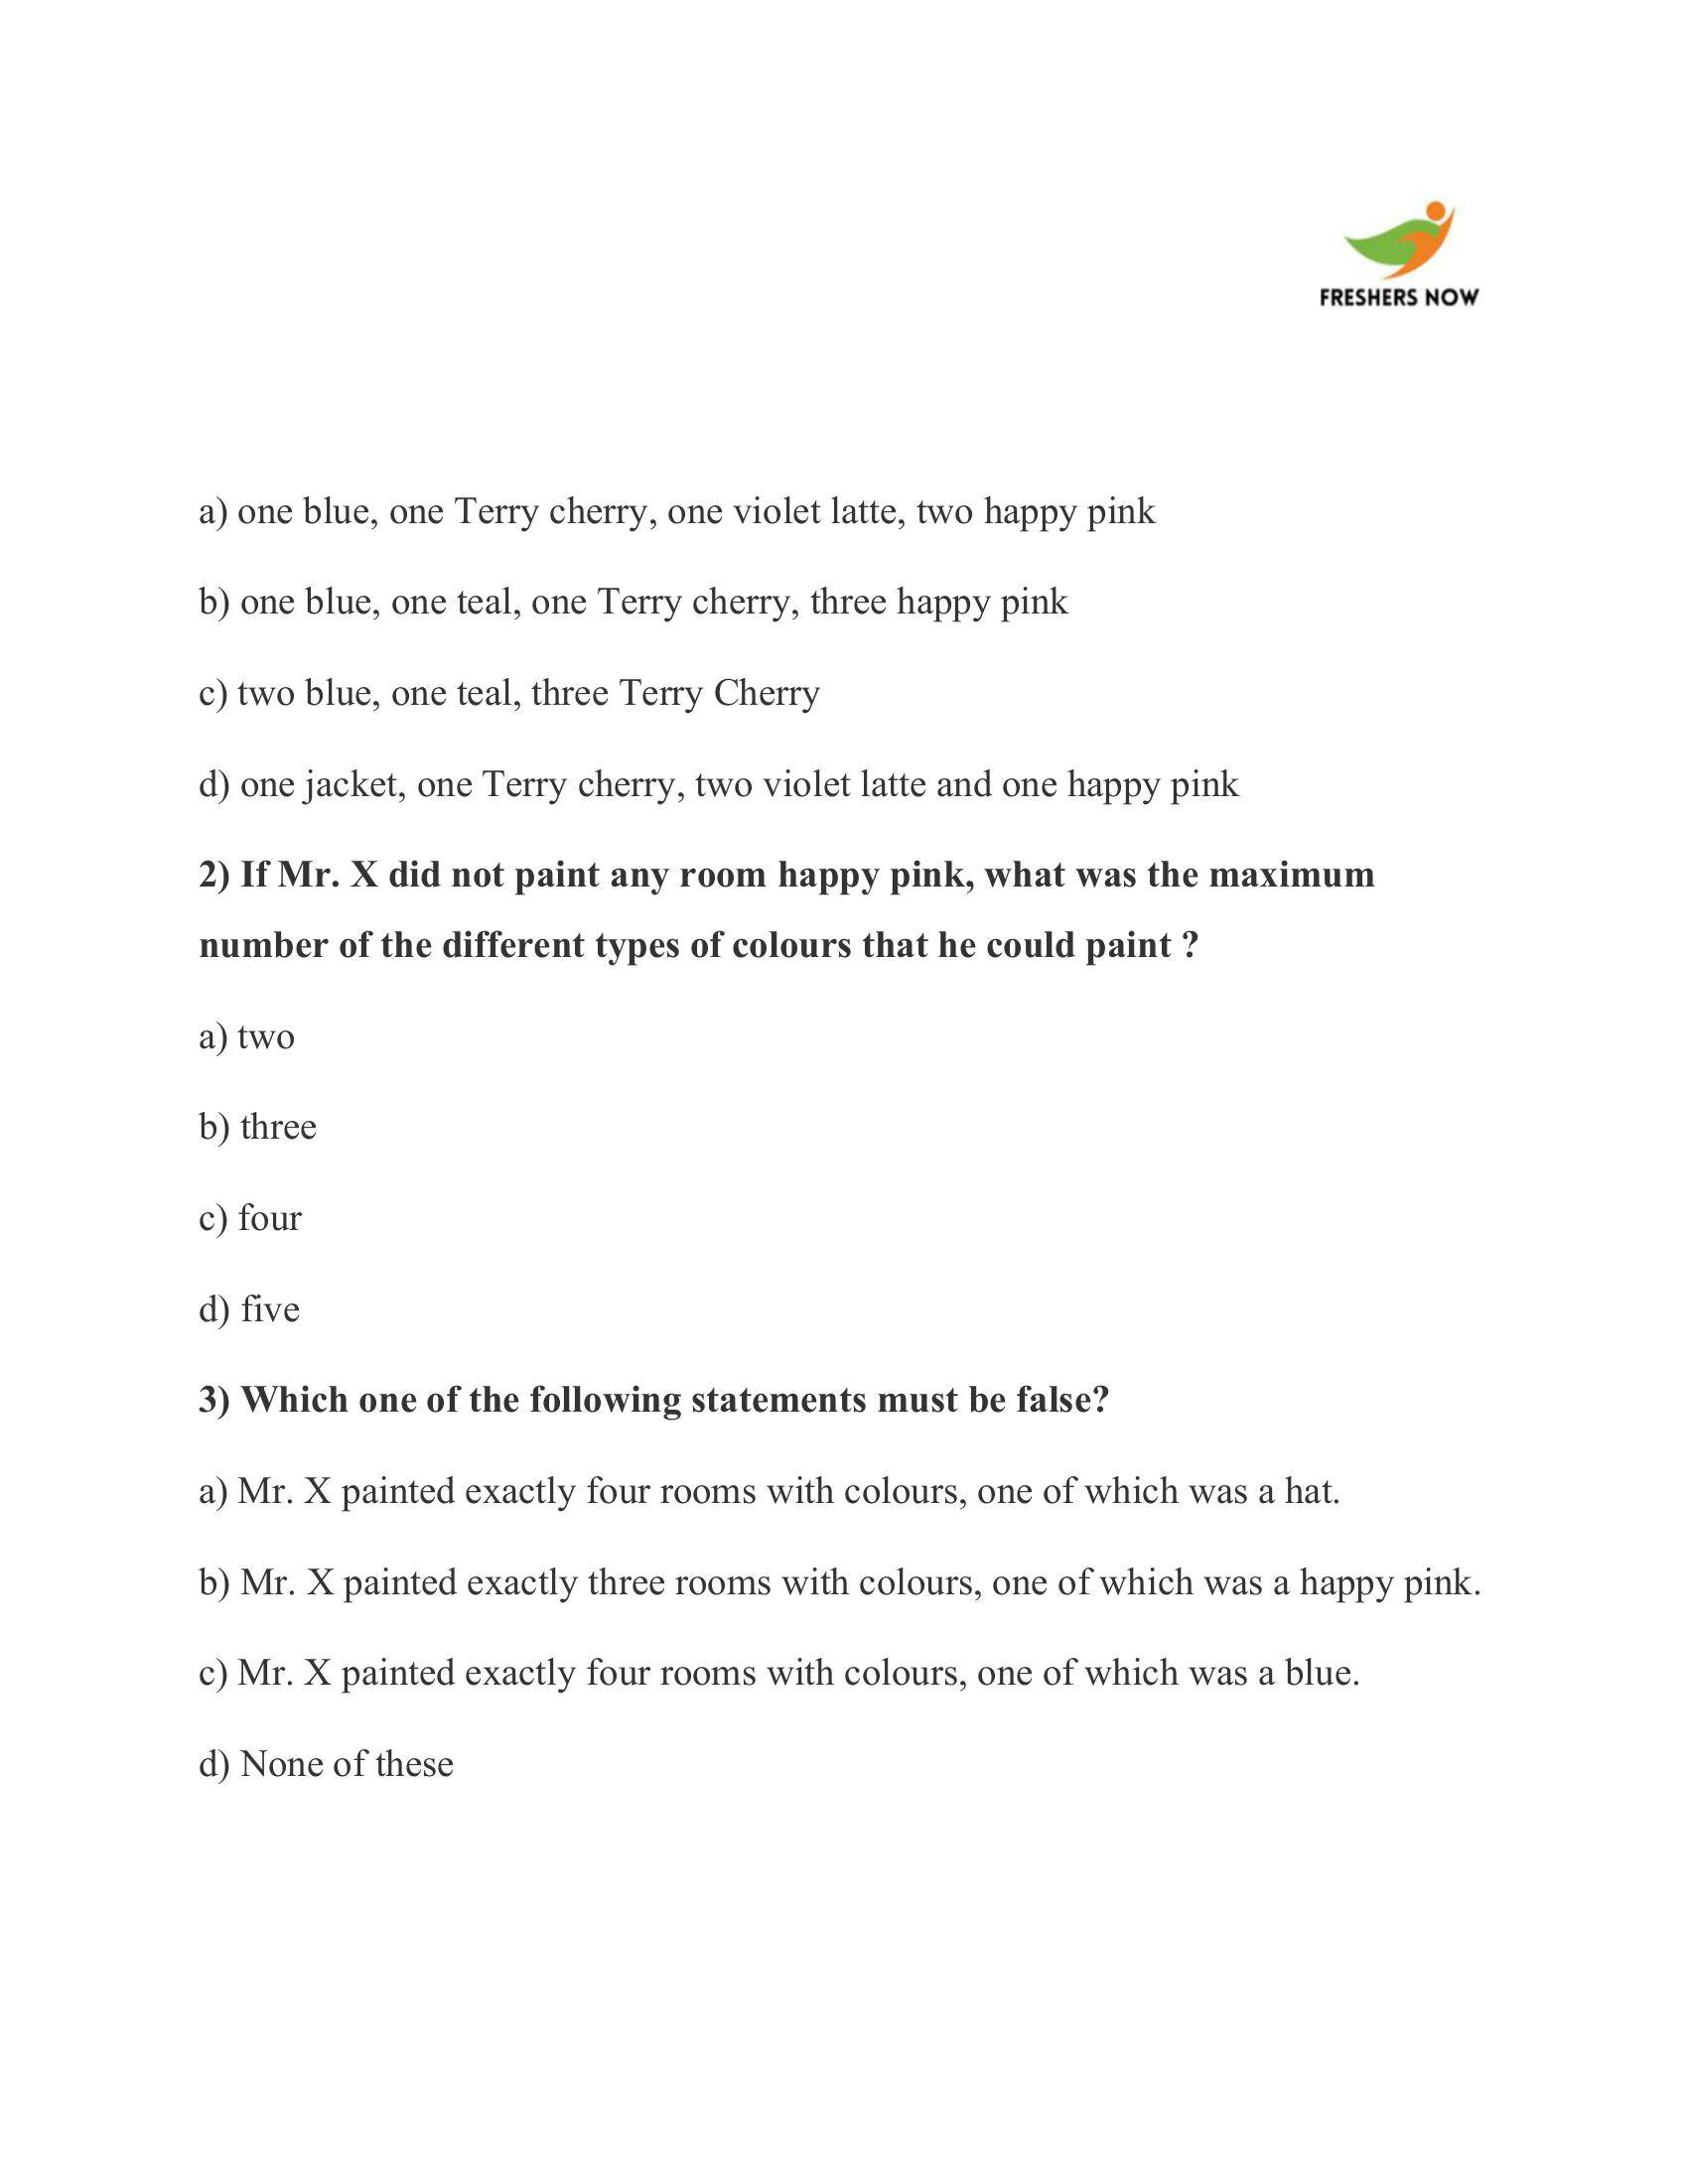 FRESHERS NOW
a) one blue, one Terry cherry, one violet latte, two happy pink
b) one blue, one teal, one Terry cherry, three happy pink
c) two blue, one teal, three Terry Cherry
d) one jacket, one Terry cherry, two violet latte and one happy pink
2) If Mr. X did not paint any room happy pink, what was the maximum
number of the different types of colours that he could paint ?
a) two
b) three
c) four
d) five
3) Which one of the following statements must be false?
a) Mr. X painted exactly four rooms with colours, one of which was a hat.
b) Mr. X painted exactly three rooms with colours, one of which was a happy pink.
c) Mr. X painted exactly four rooms with colours, one of which was a blue.
d) None of these